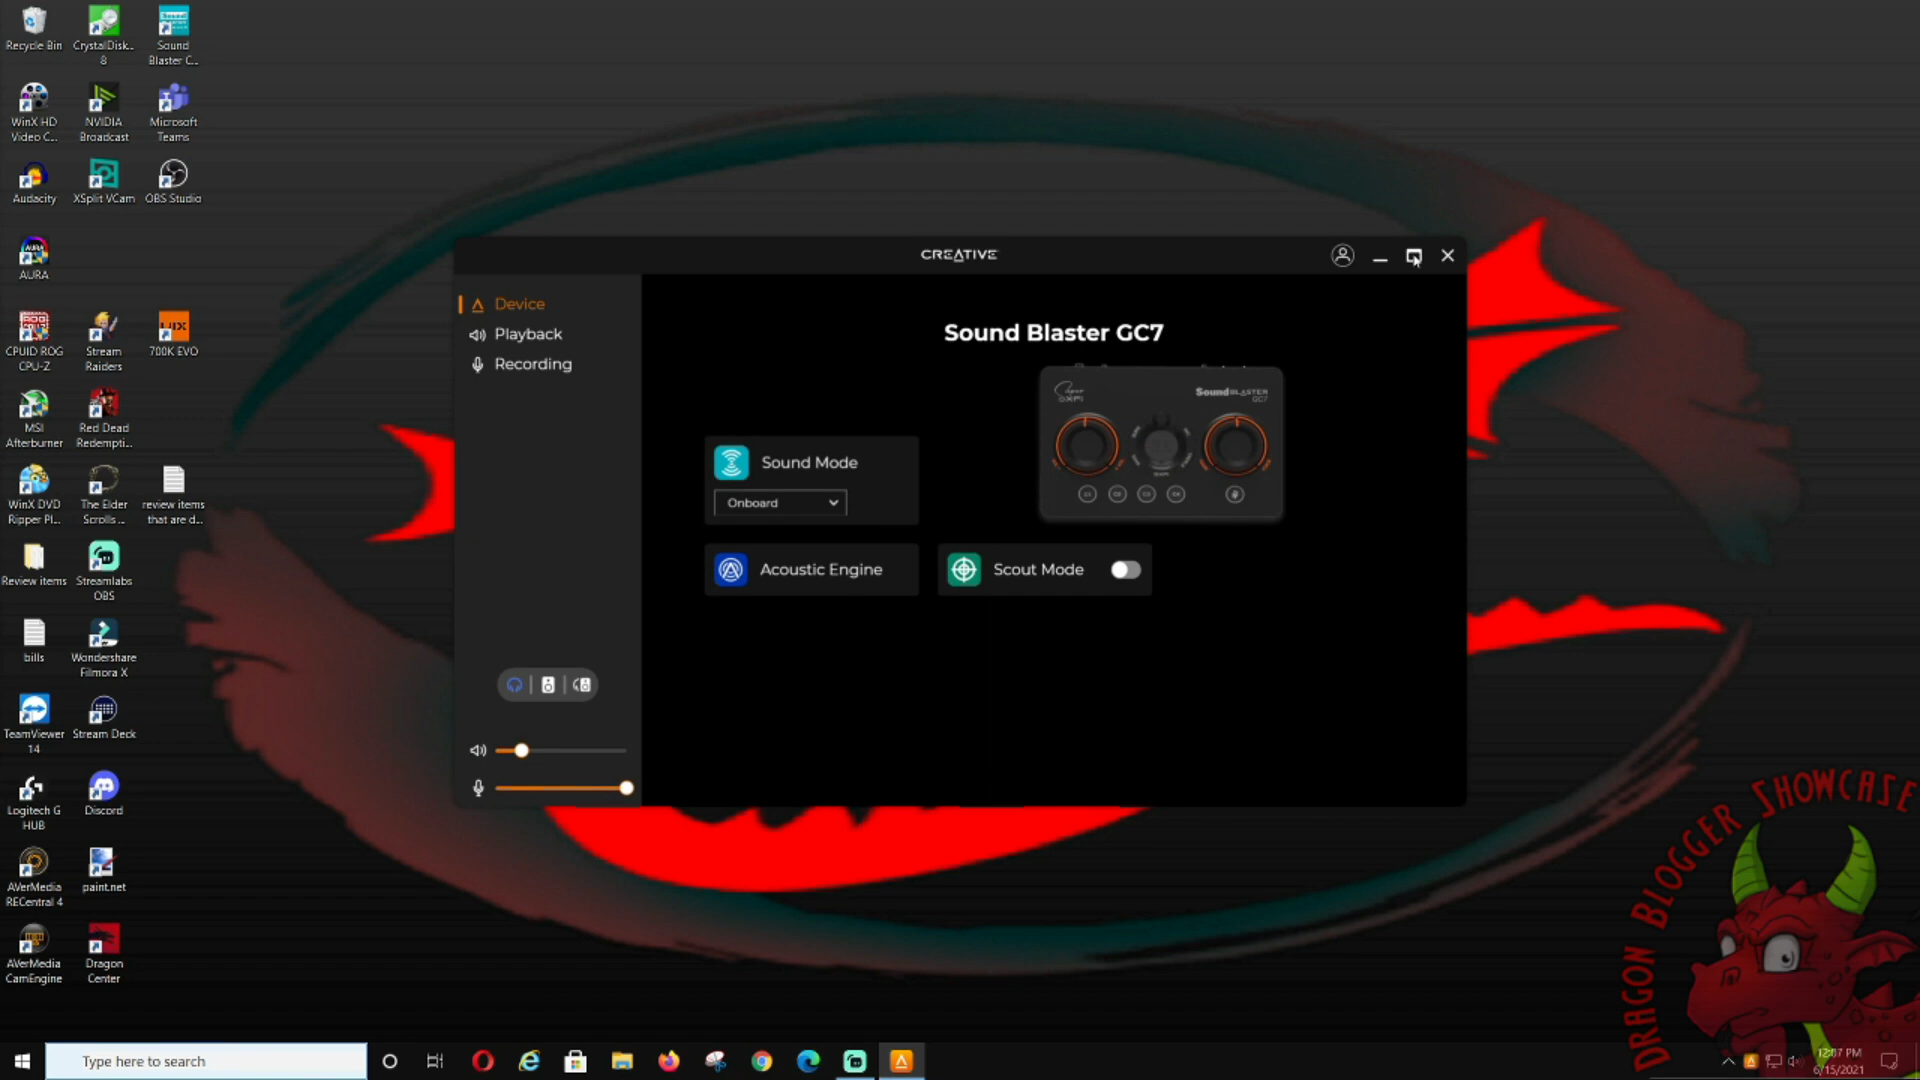 Recycle Bin
CrystalDisk...
8
Sound
Blaster C...
WinX HD
Video C...
NVIDIA
Broadcast
Microsoft
Teams
Audacity
XSplit VCam
OBS Studio
AURA
CPUID ROG
CPU-Z
Stream
Raiders
700K EVO
MSI
Afterburner
Red Dead
Redempti...
WinX DVD
Ripper Pl...
The Elder
Scrolls ...
review items
that are d...
Review items
Streamlabs
OBS
bills
Wondershare
Filmora X
TeamViewer
14
Stream Deck
Logitech G
HUB
Discord
AVerMedia
RECentral 4
paint.net
AVerMedia
CamEngine
Dragon
Center
CREATIVE
Device
Playback
Recording
Sound Blaster GC7
Super
X-Fi
SoundBLASTER
GC7
Sound Mode
Onboard
Acoustic Engine
Scout Mode
DRAGON BLOGGER SHOWCASE
Type here to search
12:07 PM
6/15/2021